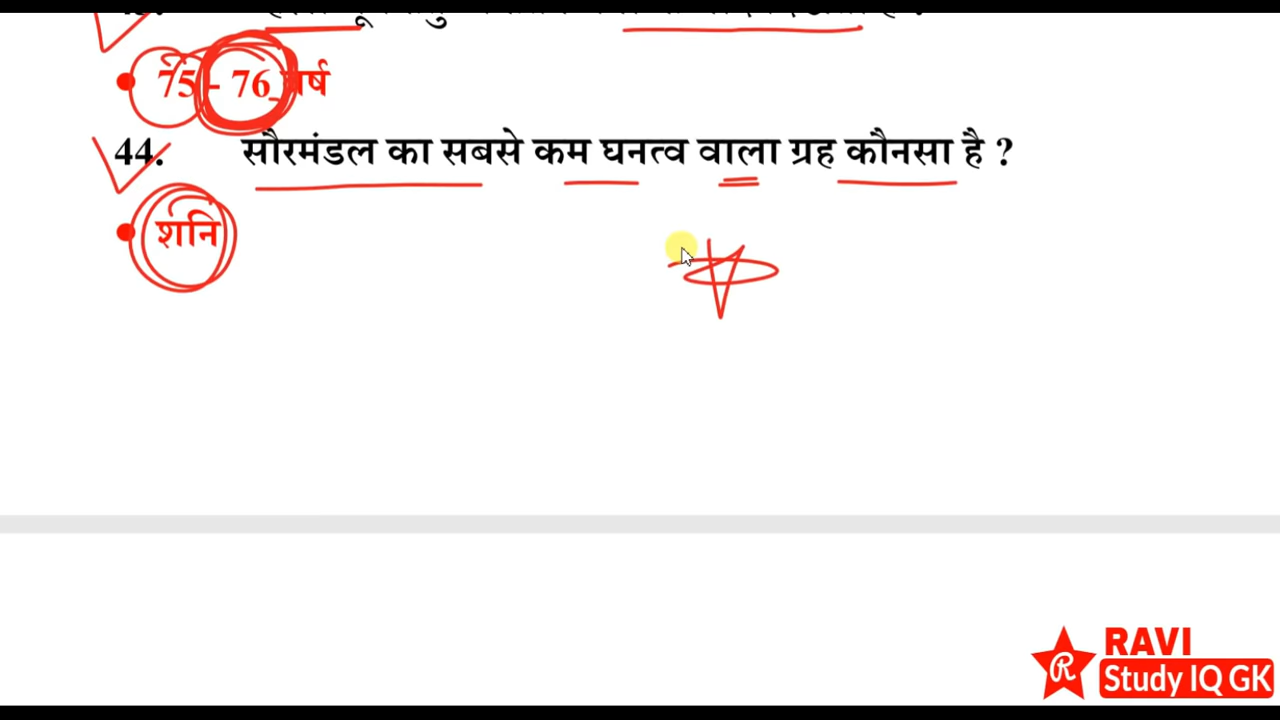 75 - 76 वर्ष
44. सौरमंडल का सबसे कम घनत्व वाला ग्रह कौनसा है ?
• शनि
RAVI
Study IQ GK